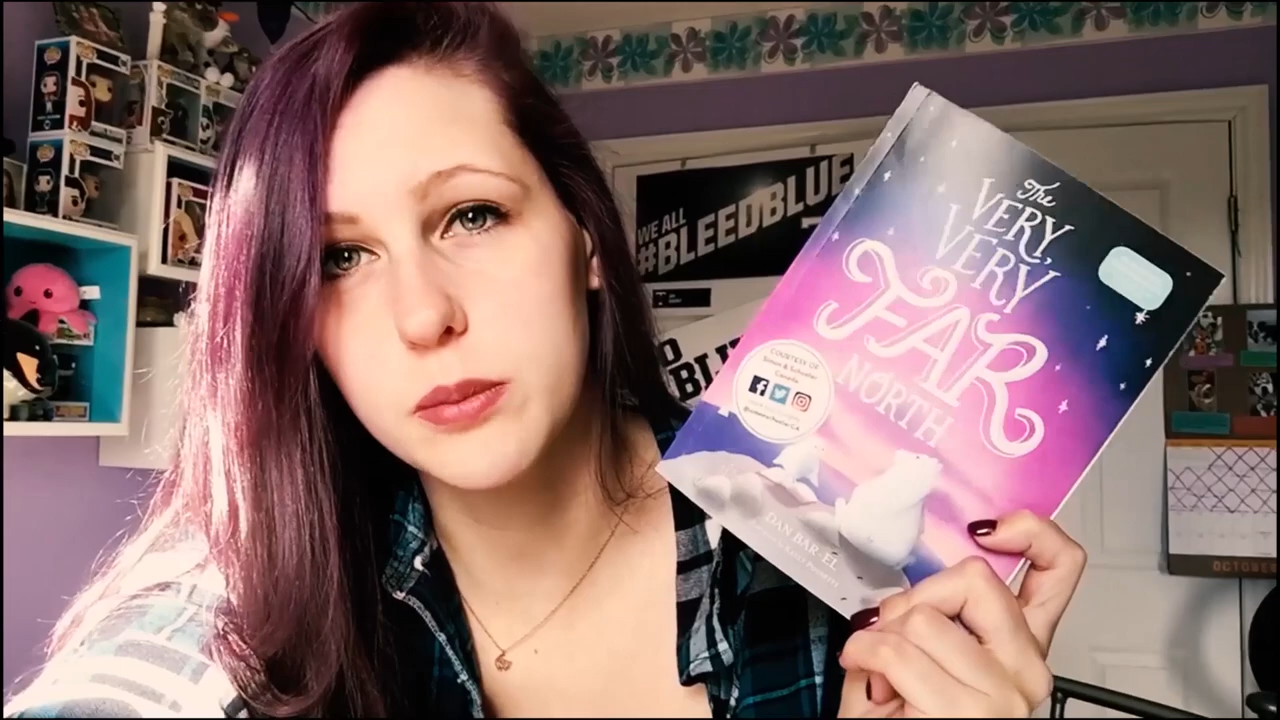 WE ALL
#BLEEDBLUE
The
VERY,
VERY
FAR
NORTH
COURTESY OF
Simon & Schuster
Canada
DAN BAR-EL
OCTOBER